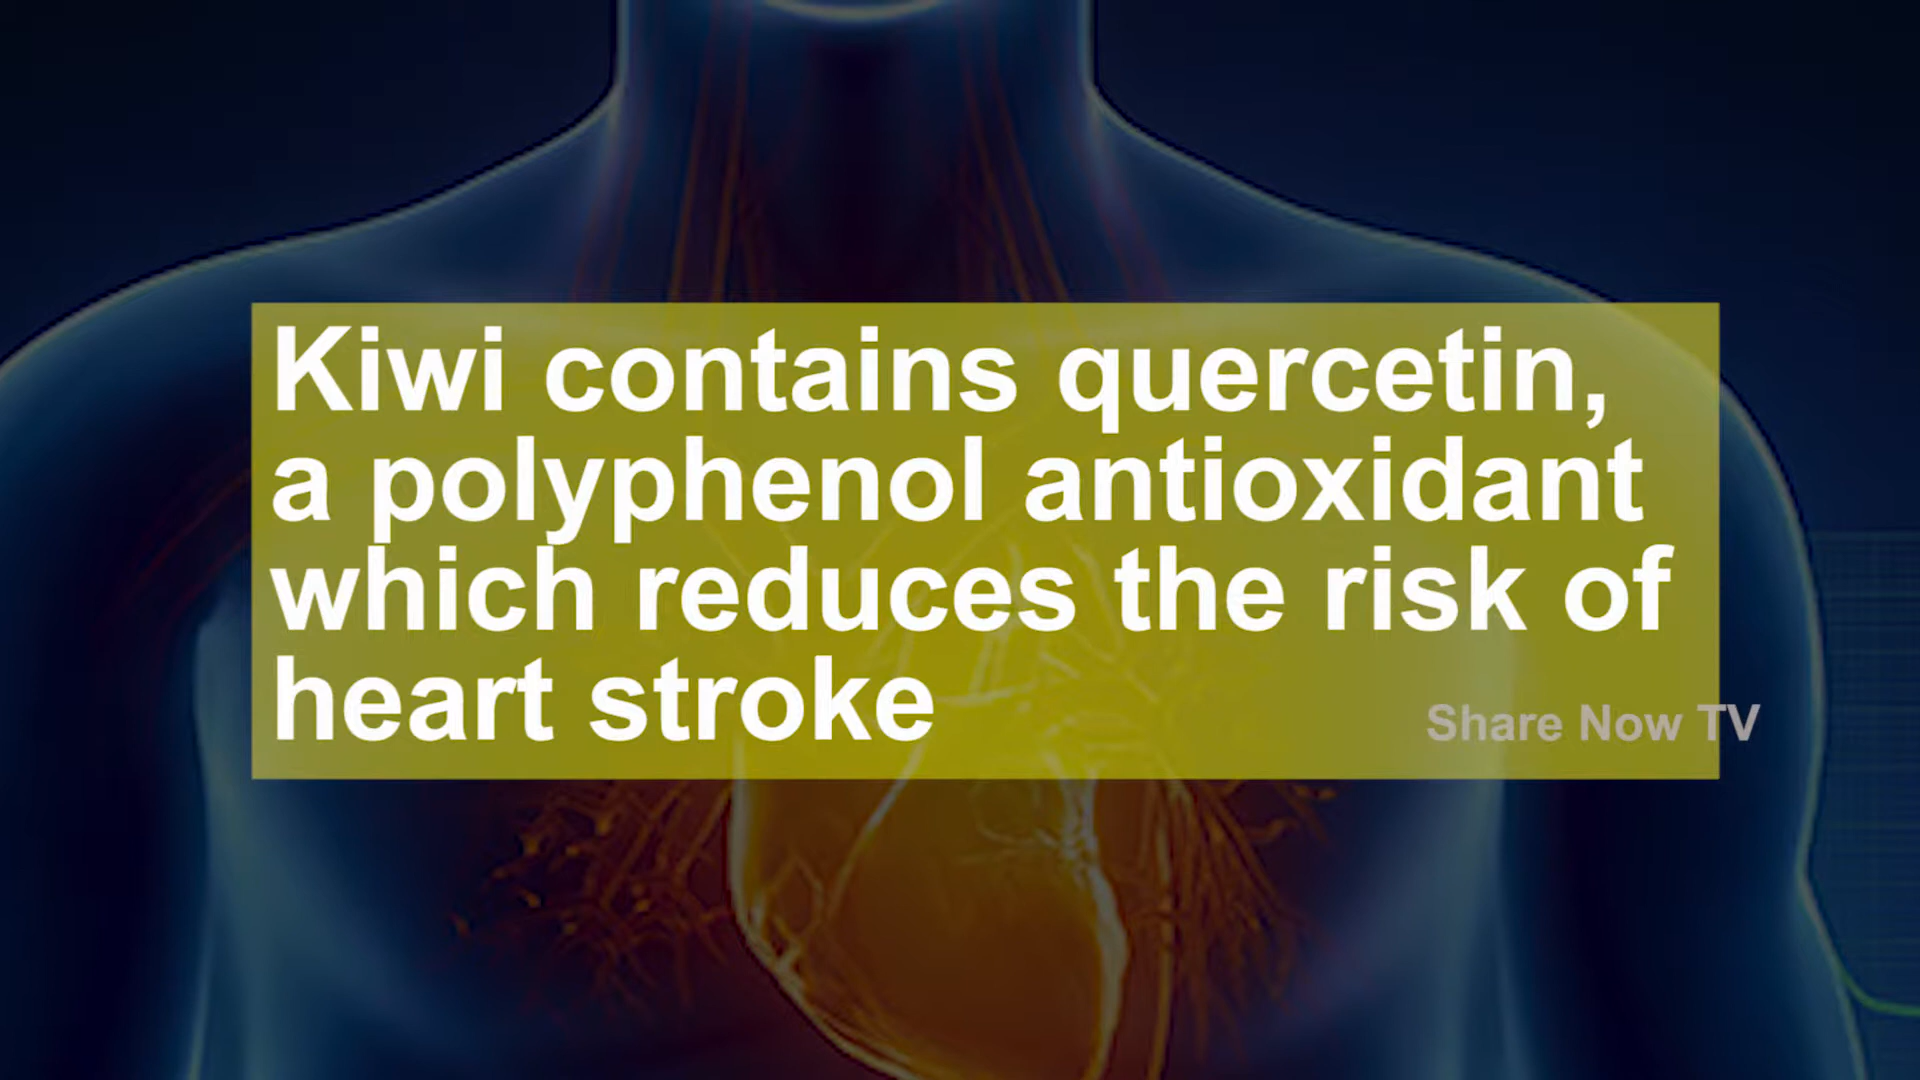 Kiwi contains quercetin,
a polyphenol antioxidant
which reduces the risk of
heart stroke
Share Now TV